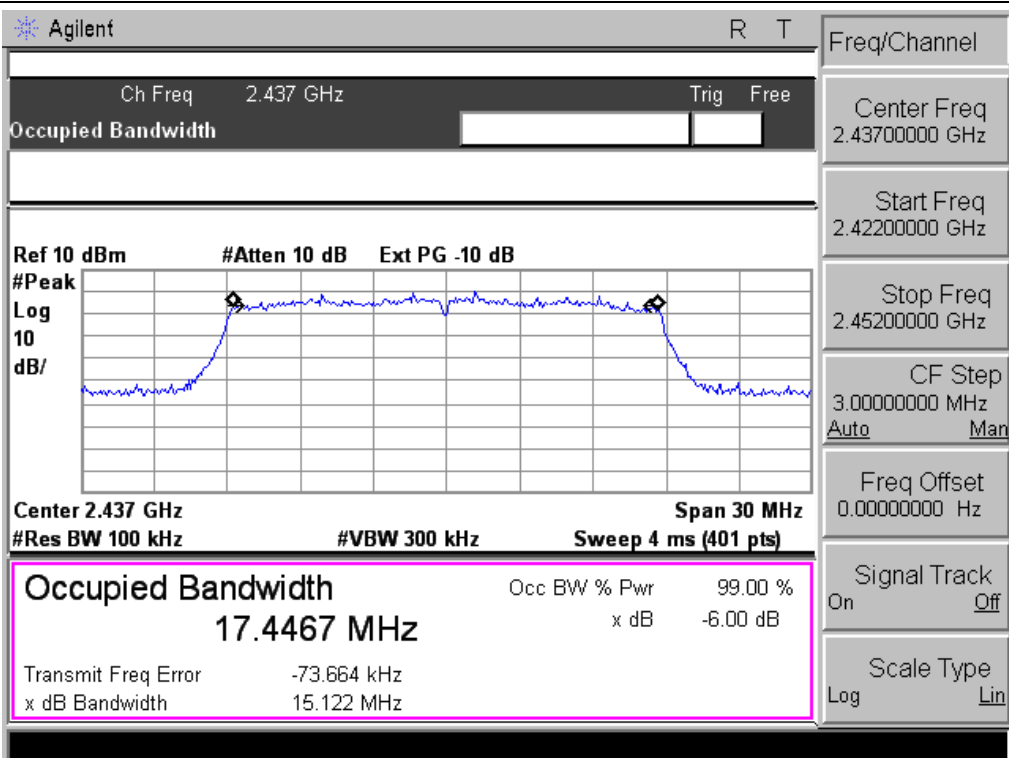 Agilent R T
Ch Freq 2.437 GHz Trig Free
Occupied Bandwidth
Ref 10 dBm #Atten 10 dB Ext PG -10 dB
#Peak
Log
10
dB/
Center 2.437 GHz Span 30 MHz
#Res BW 100 kHz #VBW 300 kHz Sweep 4 ms (401 pts)
Occupied Bandwidth Occ BW % Pwr 99.00 %
17.4467 MHz x dB -6.00 dB
Transmit Freq Error -73.664 kHz
x dB Bandwidth 15.122 MHz
Freq/Channel
Center Freq
2.43700000 GHz
Start Freq
2.42200000 GHz
Stop Freq
2.45200000 GHz
CF Step
3.00000000 MHz
Auto Man
Freq Offset
0.00000000 Hz
Signal Track
On Off
Scale Type
Log Lin